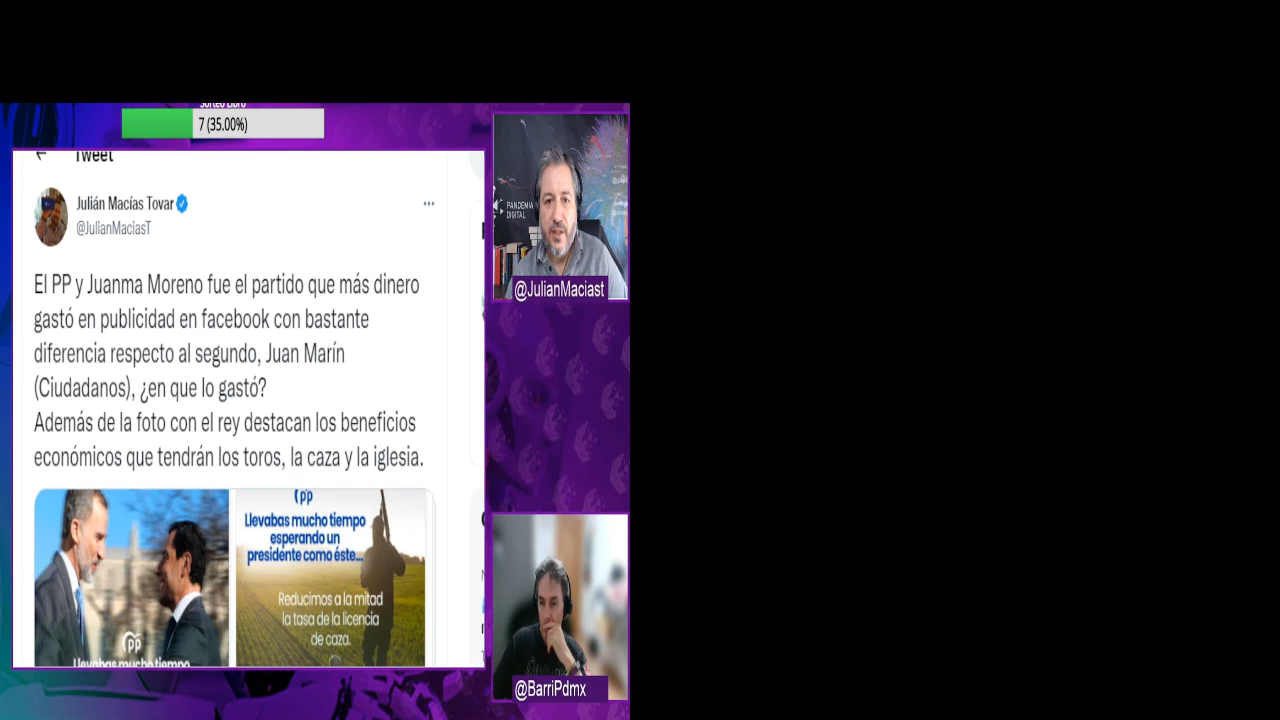 Sorteo Libro
7 (35.00%)
Tweet
Julián Macías Tovar
@JulianMaciasT
El PP y Juanma Moreno fue el partido que más dinero
gastó en publicidad en facebook con bastante
diferencia respecto al segundo, Juan Marín
(Ciudadanos), ¿en que lo gastó?
Además de la foto con el rey destacan los beneficios
económicos que tendrán los toros, la caza y la iglesia.
pp
Llevabas mucho tiempo
pp
Llevabas mucho tiempo
esperando un
presidente como éste...
Reducimos a la mitad
la tasa de la licencia
de caza.
PANDEMIA
DIGITAL
@JulianMaciast
@BarriPdmx